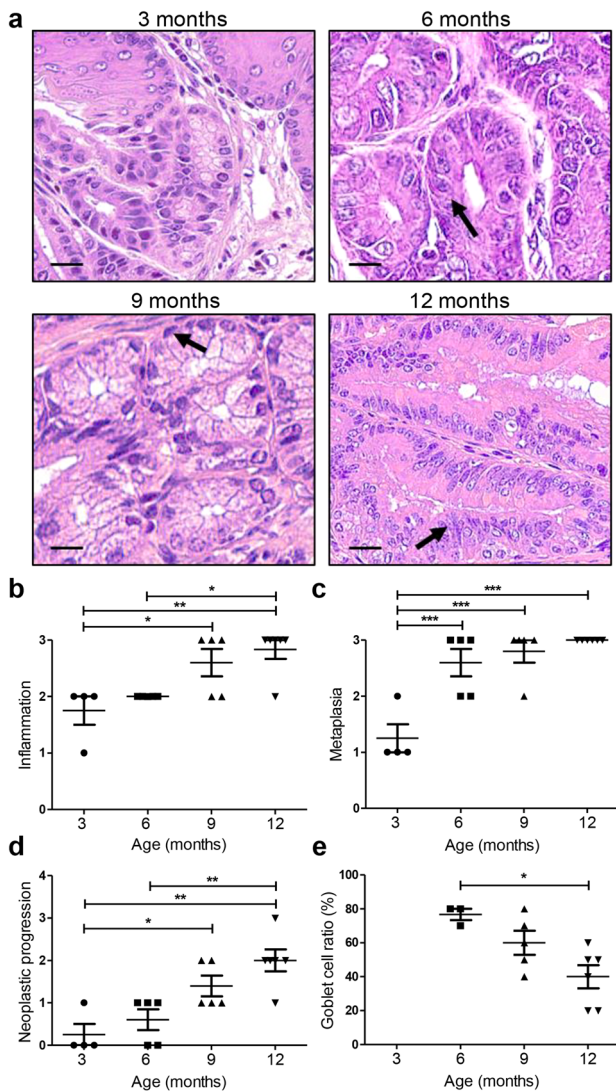 a
3 months
6 months
9 months
12 months
b
*
**
*
3
2
1
0
Inflammation
3
6
9
12
Age (months)
c
***
***
***
3
2
1
0
Metaplasia
3
6
9
12
Age (months)
d
**
**
*
4
3
2
1
0
Neoplastic progression
3
6
9
12
Age (months)
e
*
100
80
60
40
20
0
Goblet cell ratio (%)
3
6
9
12
Age (months)